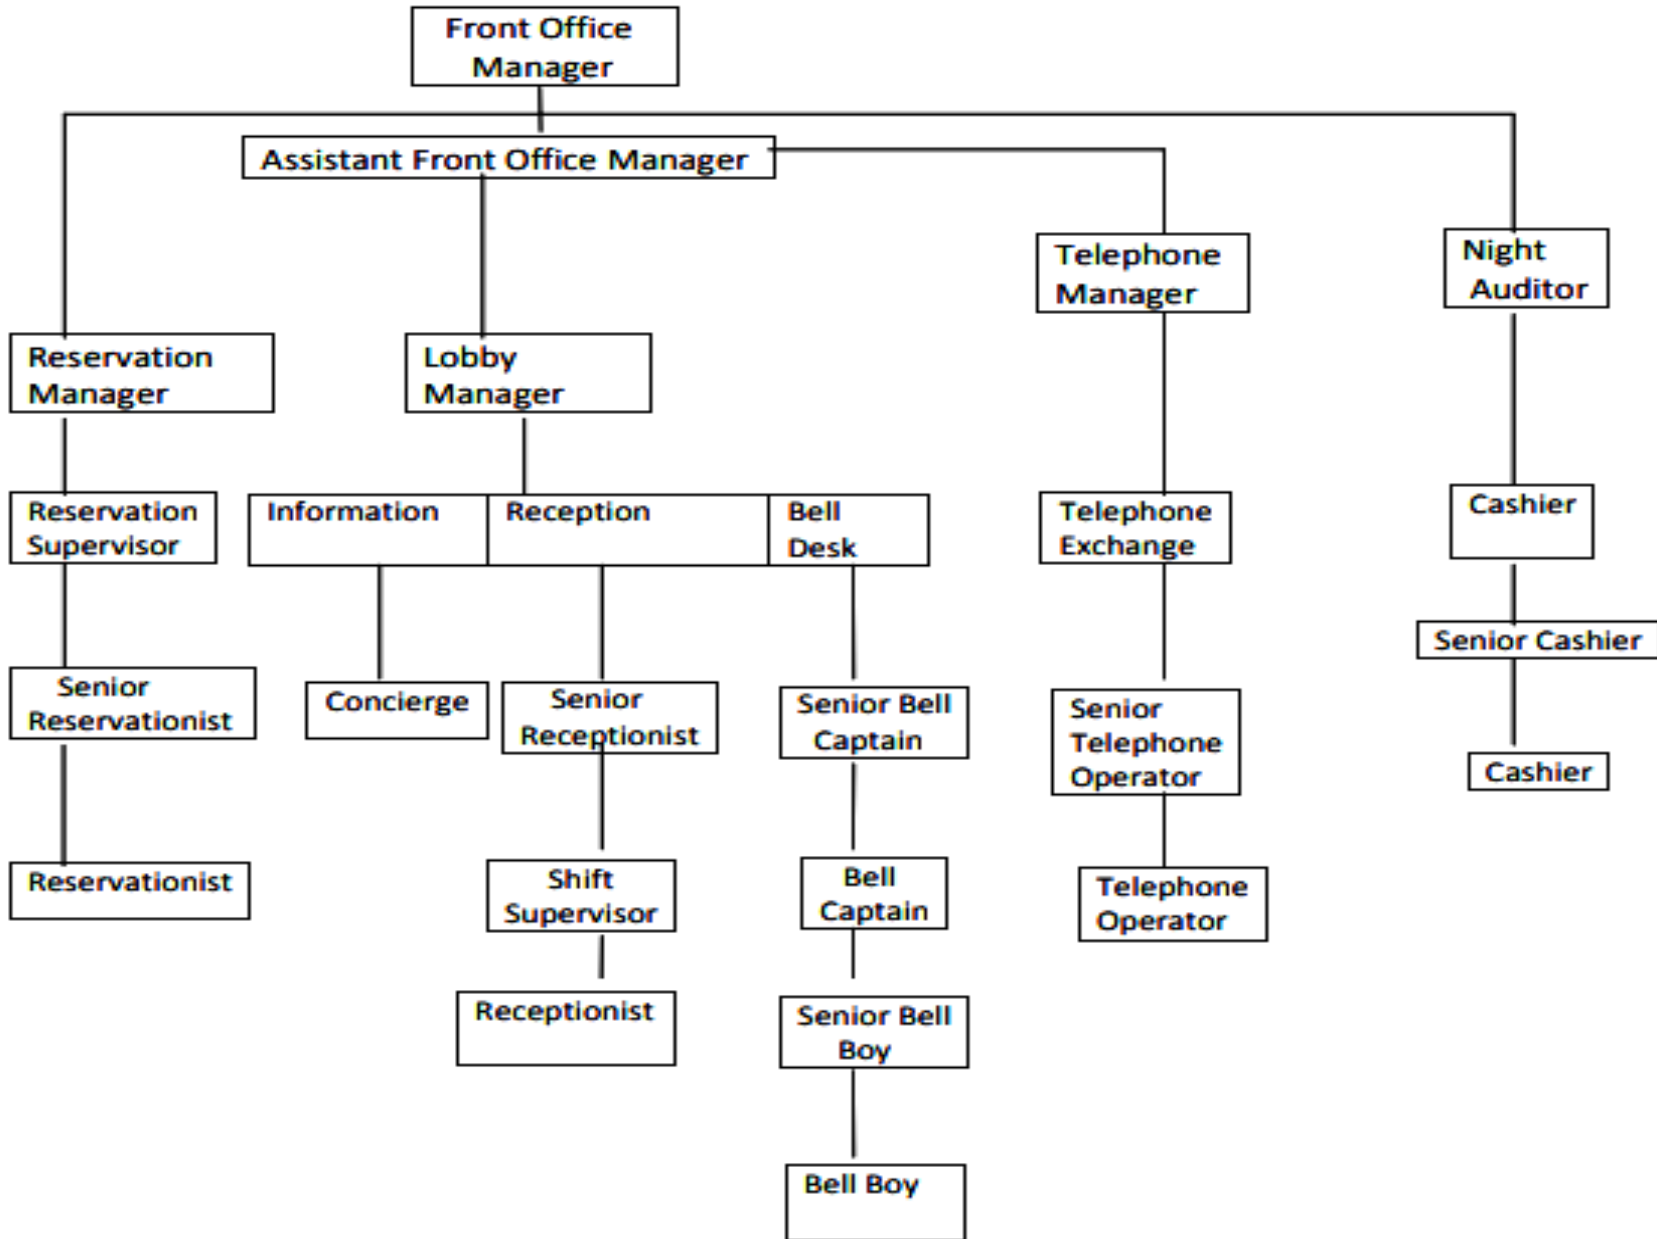 Front Office
Manager
Assistant Front Office Manager
Telephone
Manager
Night
Auditor
Reservation
Manager
Lobby
Manager
Reservation
Supervisor
Information
Reception
Bell
Desk
Telephone
Exchange
Cashier
Senior Cashier
Senior
Reservationist
Concierge
Senior
Receptionist
Senior Bell
Captain
Senior
Telephone
Operator
Cashier
Reservationist
Shift
Supervisor
Bell
Captain
Telephone
Operator
Receptionist
Senior Bell
Boy
Bell Boy